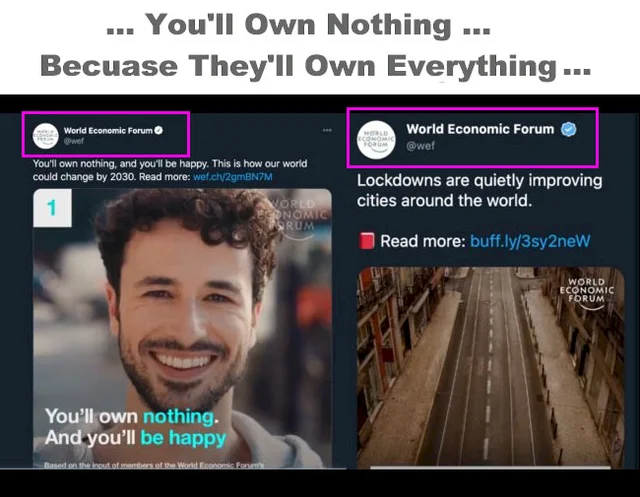 ... You'll Own Nothing ...
Becuase They'll Own Everything ...
WORLD
ECONOMIC
FORUM
World Economic Forum
@wef
You'll own nothing, and you'll be happy. This is how our world
could change by 2030. Read more: wef.ch/2gmBN7M
1
WORLD
ECONOMIC
FORUM
You'll own nothing.
And you'll be happy
Based on the input of members of the World Economic Forum's
WORLD
ECONOMIC
FORUM
World Economic Forum
@wef
Lockdowns are quietly improving
cities around the world.
Read more: buff.ly/3sy2neW
WORLD
ECONOMIC
FORUM